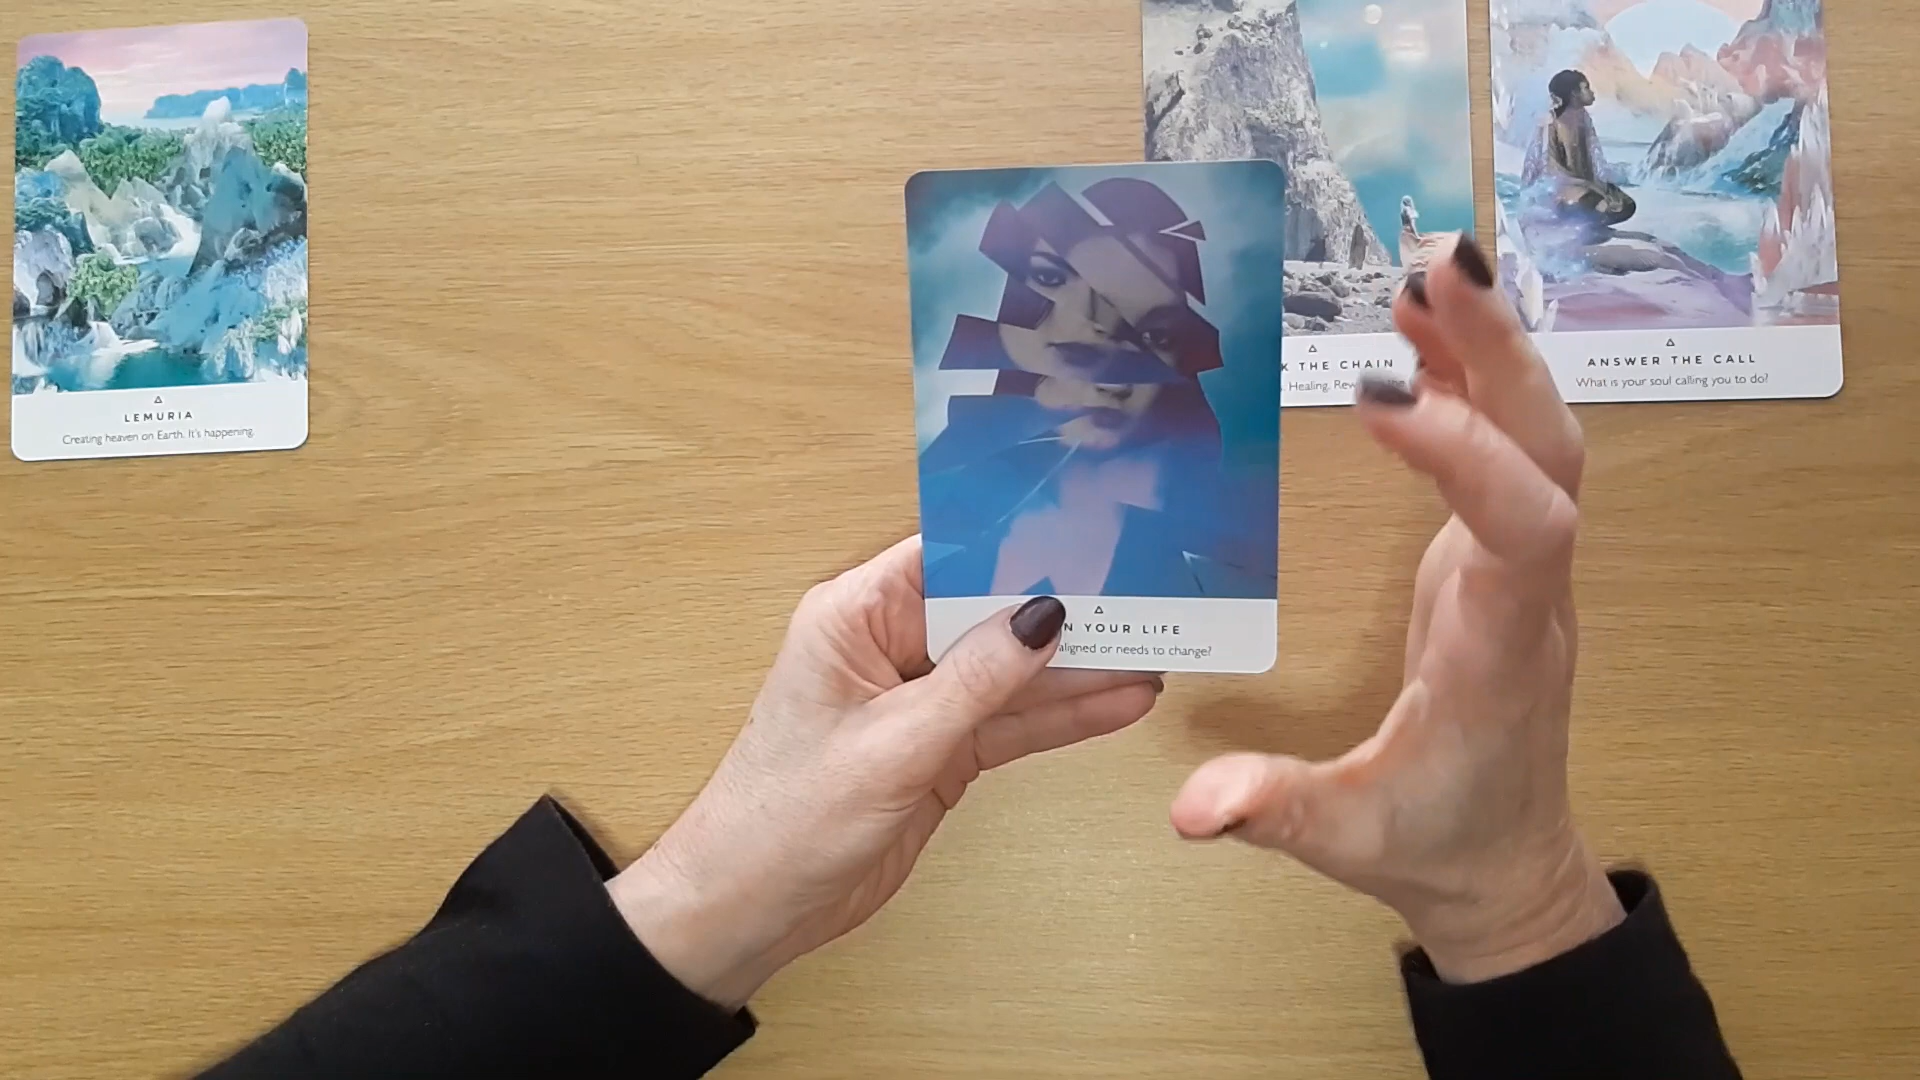 LEMURIA
Creating heaven on Earth. It's happening.
K THE CHAIN
Healing.
ANSWER THE CALL
What is your soul calling you to do?
N YOUR LIFE
aligned or needs to change?